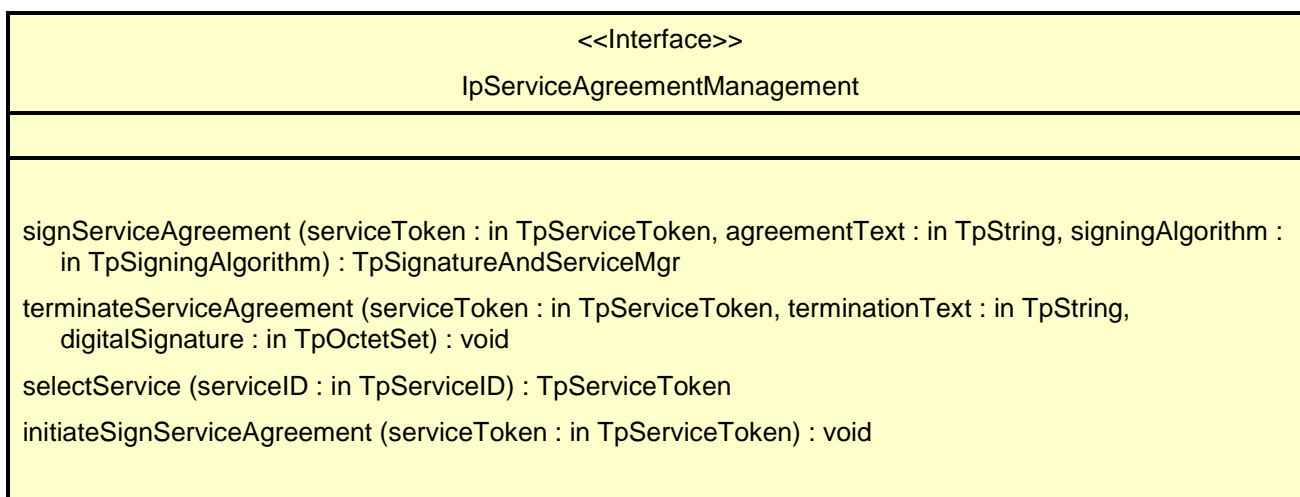 <<Interface>>
IpServiceAgreementManagement
signServiceAgreement (serviceToken : in TpServiceToken, agreementText : in TpString, signingAlgorithm :
in TpSigningAlgorithm) : TpSignatureAndServiceMgr
terminateServiceAgreement (serviceToken : in TpServiceToken, terminationText : in TpString,
digitalSignature : in TpOctetSet) : void
selectService (serviceID : in TpServiceID) : TpServiceToken
initiateSignServiceAgreement (serviceToken : in TpServiceToken) : void